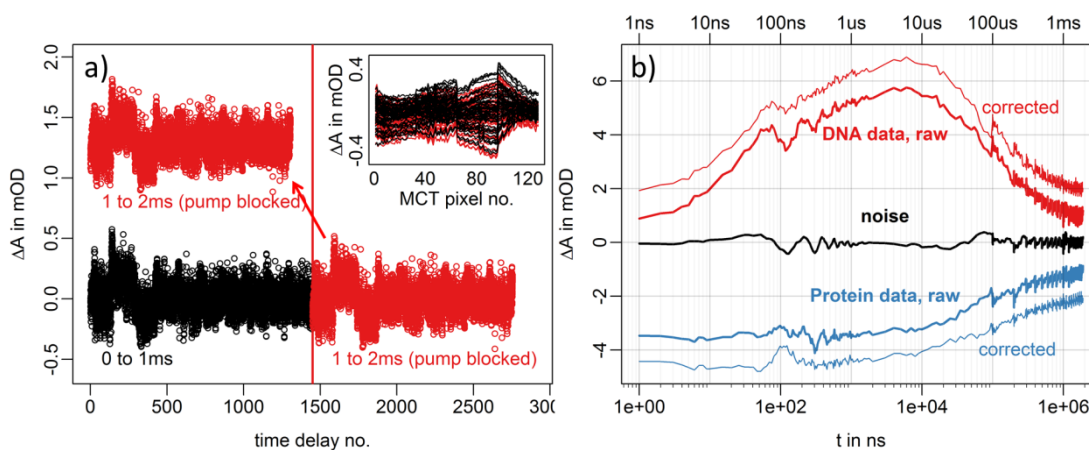 a)
2.0
1.5
1.0
0.5
0.0
-0.5
ΔA in mOD
1 to 2ms (pump blocked)
0 to 1ms
1 to 2ms (pump blocked)
0 500 1000 1500 2000 2500 300
time delay no.
0.4
-0.4
ΔA in mOD
0 40 80 120
MCT pixel no.
1ns 10ns 100ns 1us 10us 100us 1ms
b)
6
4
2
0
-2
-4
ΔA in mOD
corrected
DNA data, raw
noise
Protein data, raw
corrected
1e+00 1e+02 1e+04 1e+06
t in ns